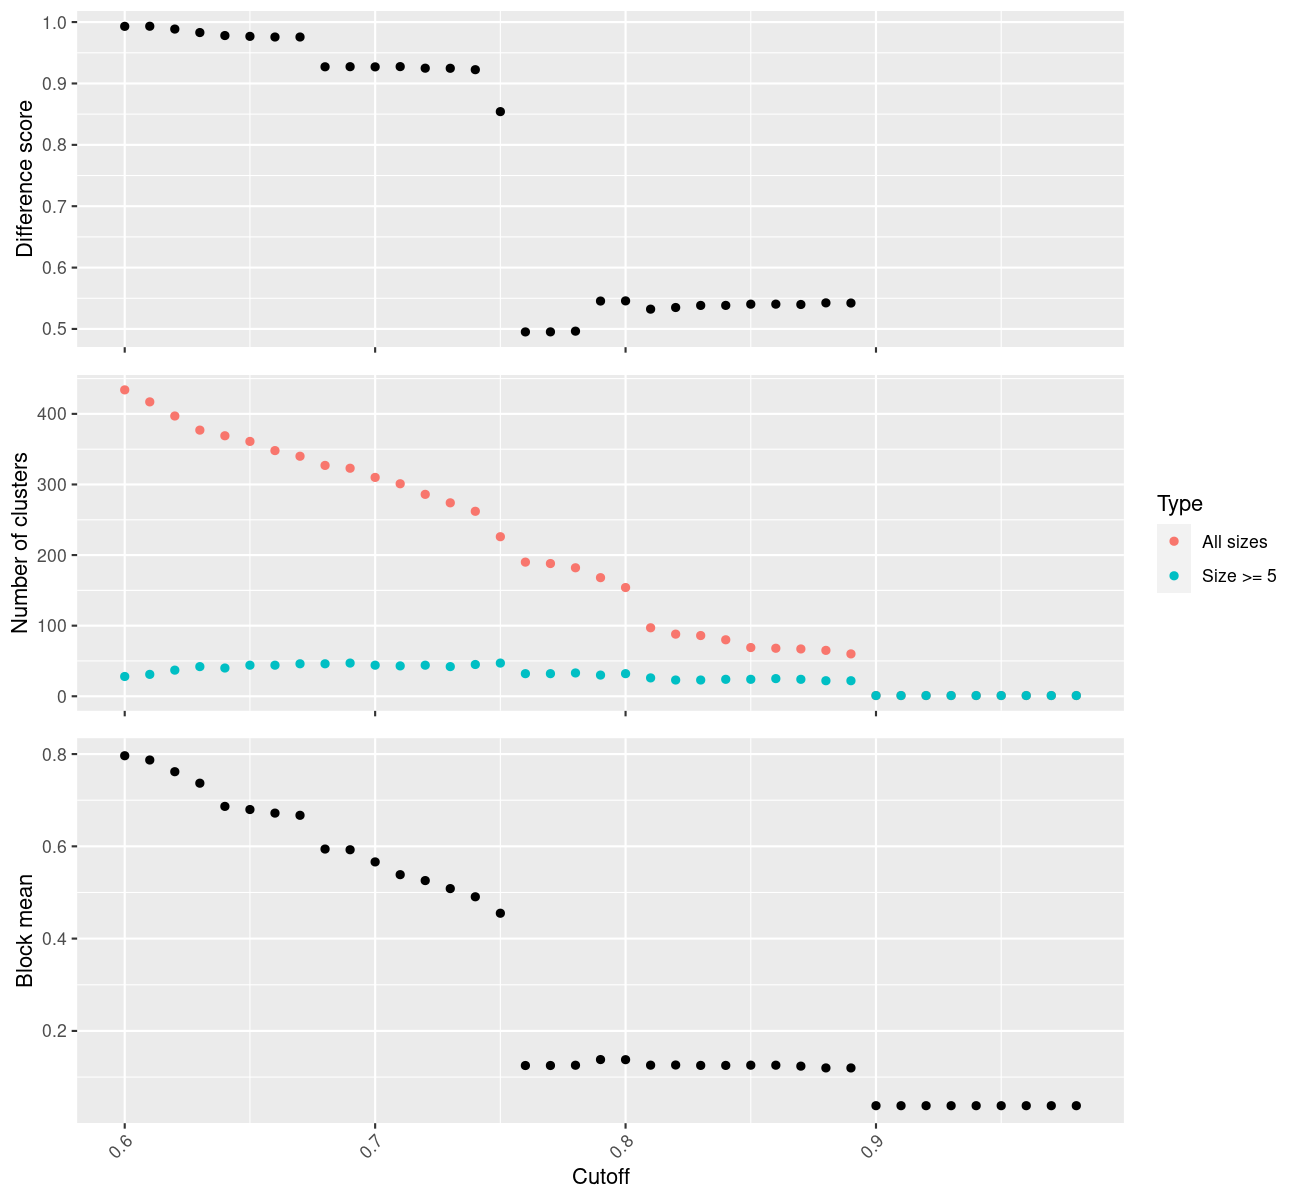 1.0
0.9
0.8
0.7
0.6
0.5
Difference score
400
300
200
100
0
Number of clusters
Type
All sizes
Size >= 5
0.8
0.6
0.4
0.2
Block mean
0.6
0.7
0.8
0.9
Cutoff